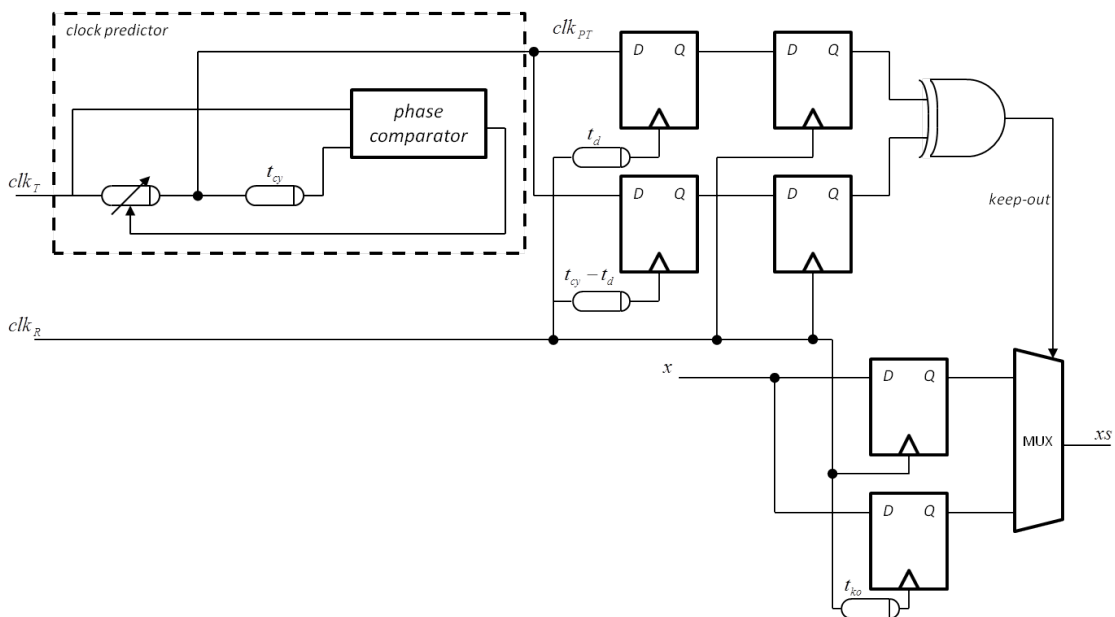 clock predictor
clk_PT
D Q
D Q
phase
comparator
t_d
clk_T
t_cy
D Q
D Q
keep-out
t_cy − t_d
clk_R
x
D Q
MUX
xs
D Q
t_ko